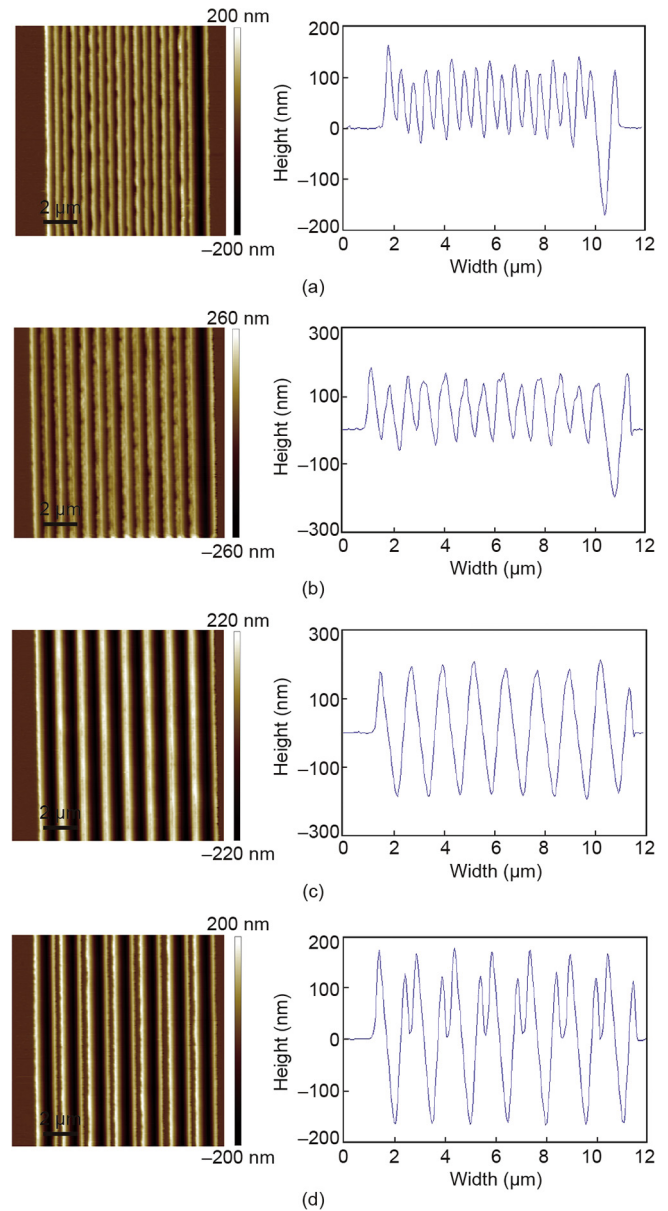 200 nm
2 μm
–200 nm
200
100
0
–100
–200
Height (nm)
0 2 4 6 8 10 12
Width (μm)
(a)
260 nm
2 μm
–260 nm
300
100
0
–100
–300
Height (nm)
0 2 4 6 8 10 12
Width (μm)
(b)
220 nm
2 μm
–220 nm
300
100
0
–100
–300
Height (nm)
0 2 4 6 8 10 12
Width (μm)
(c)
200 nm
2 μm
–200 nm
200
100
0
–100
–200
Height (nm)
0 2 4 6 8 10 12
Width (μm)
(d)